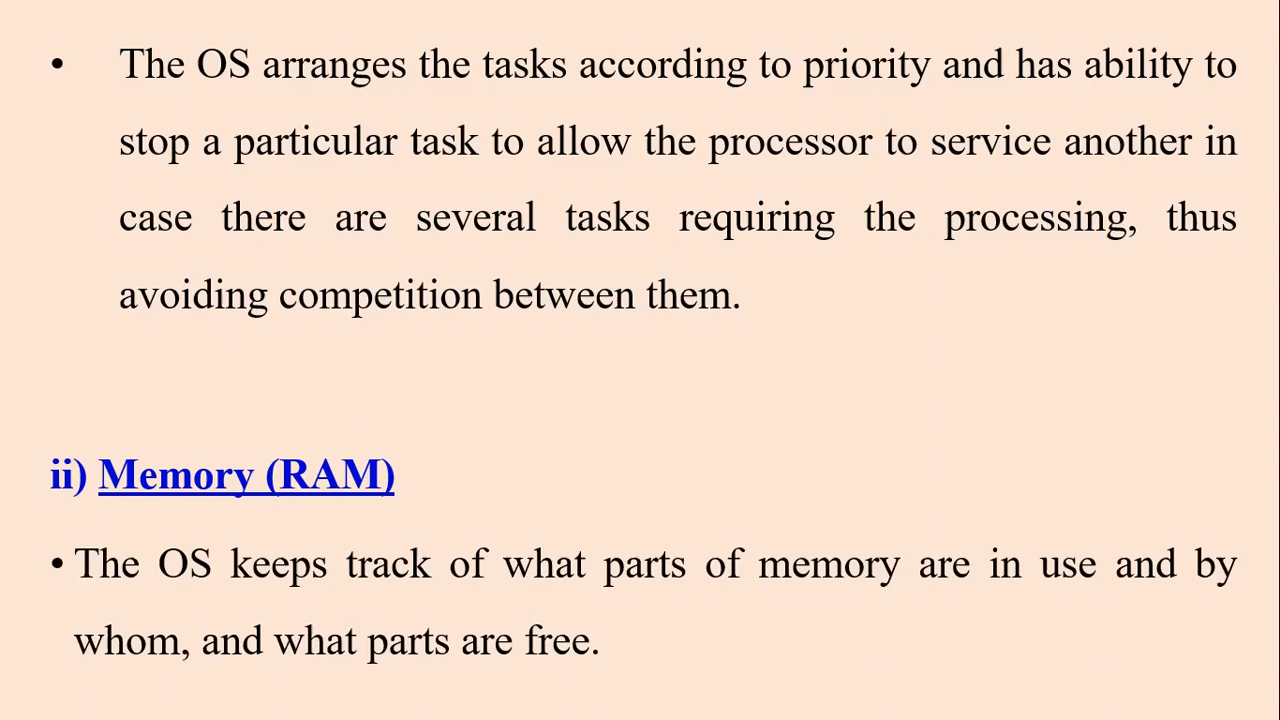 • The OS arranges the tasks according to priority and has ability to
stop a particular task to allow the processor to service another in
case there are several tasks requiring the processing, thus
avoiding competition between them.
ii) Memory (RAM)
• The OS keeps track of what parts of memory are in use and by
whom, and what parts are free.